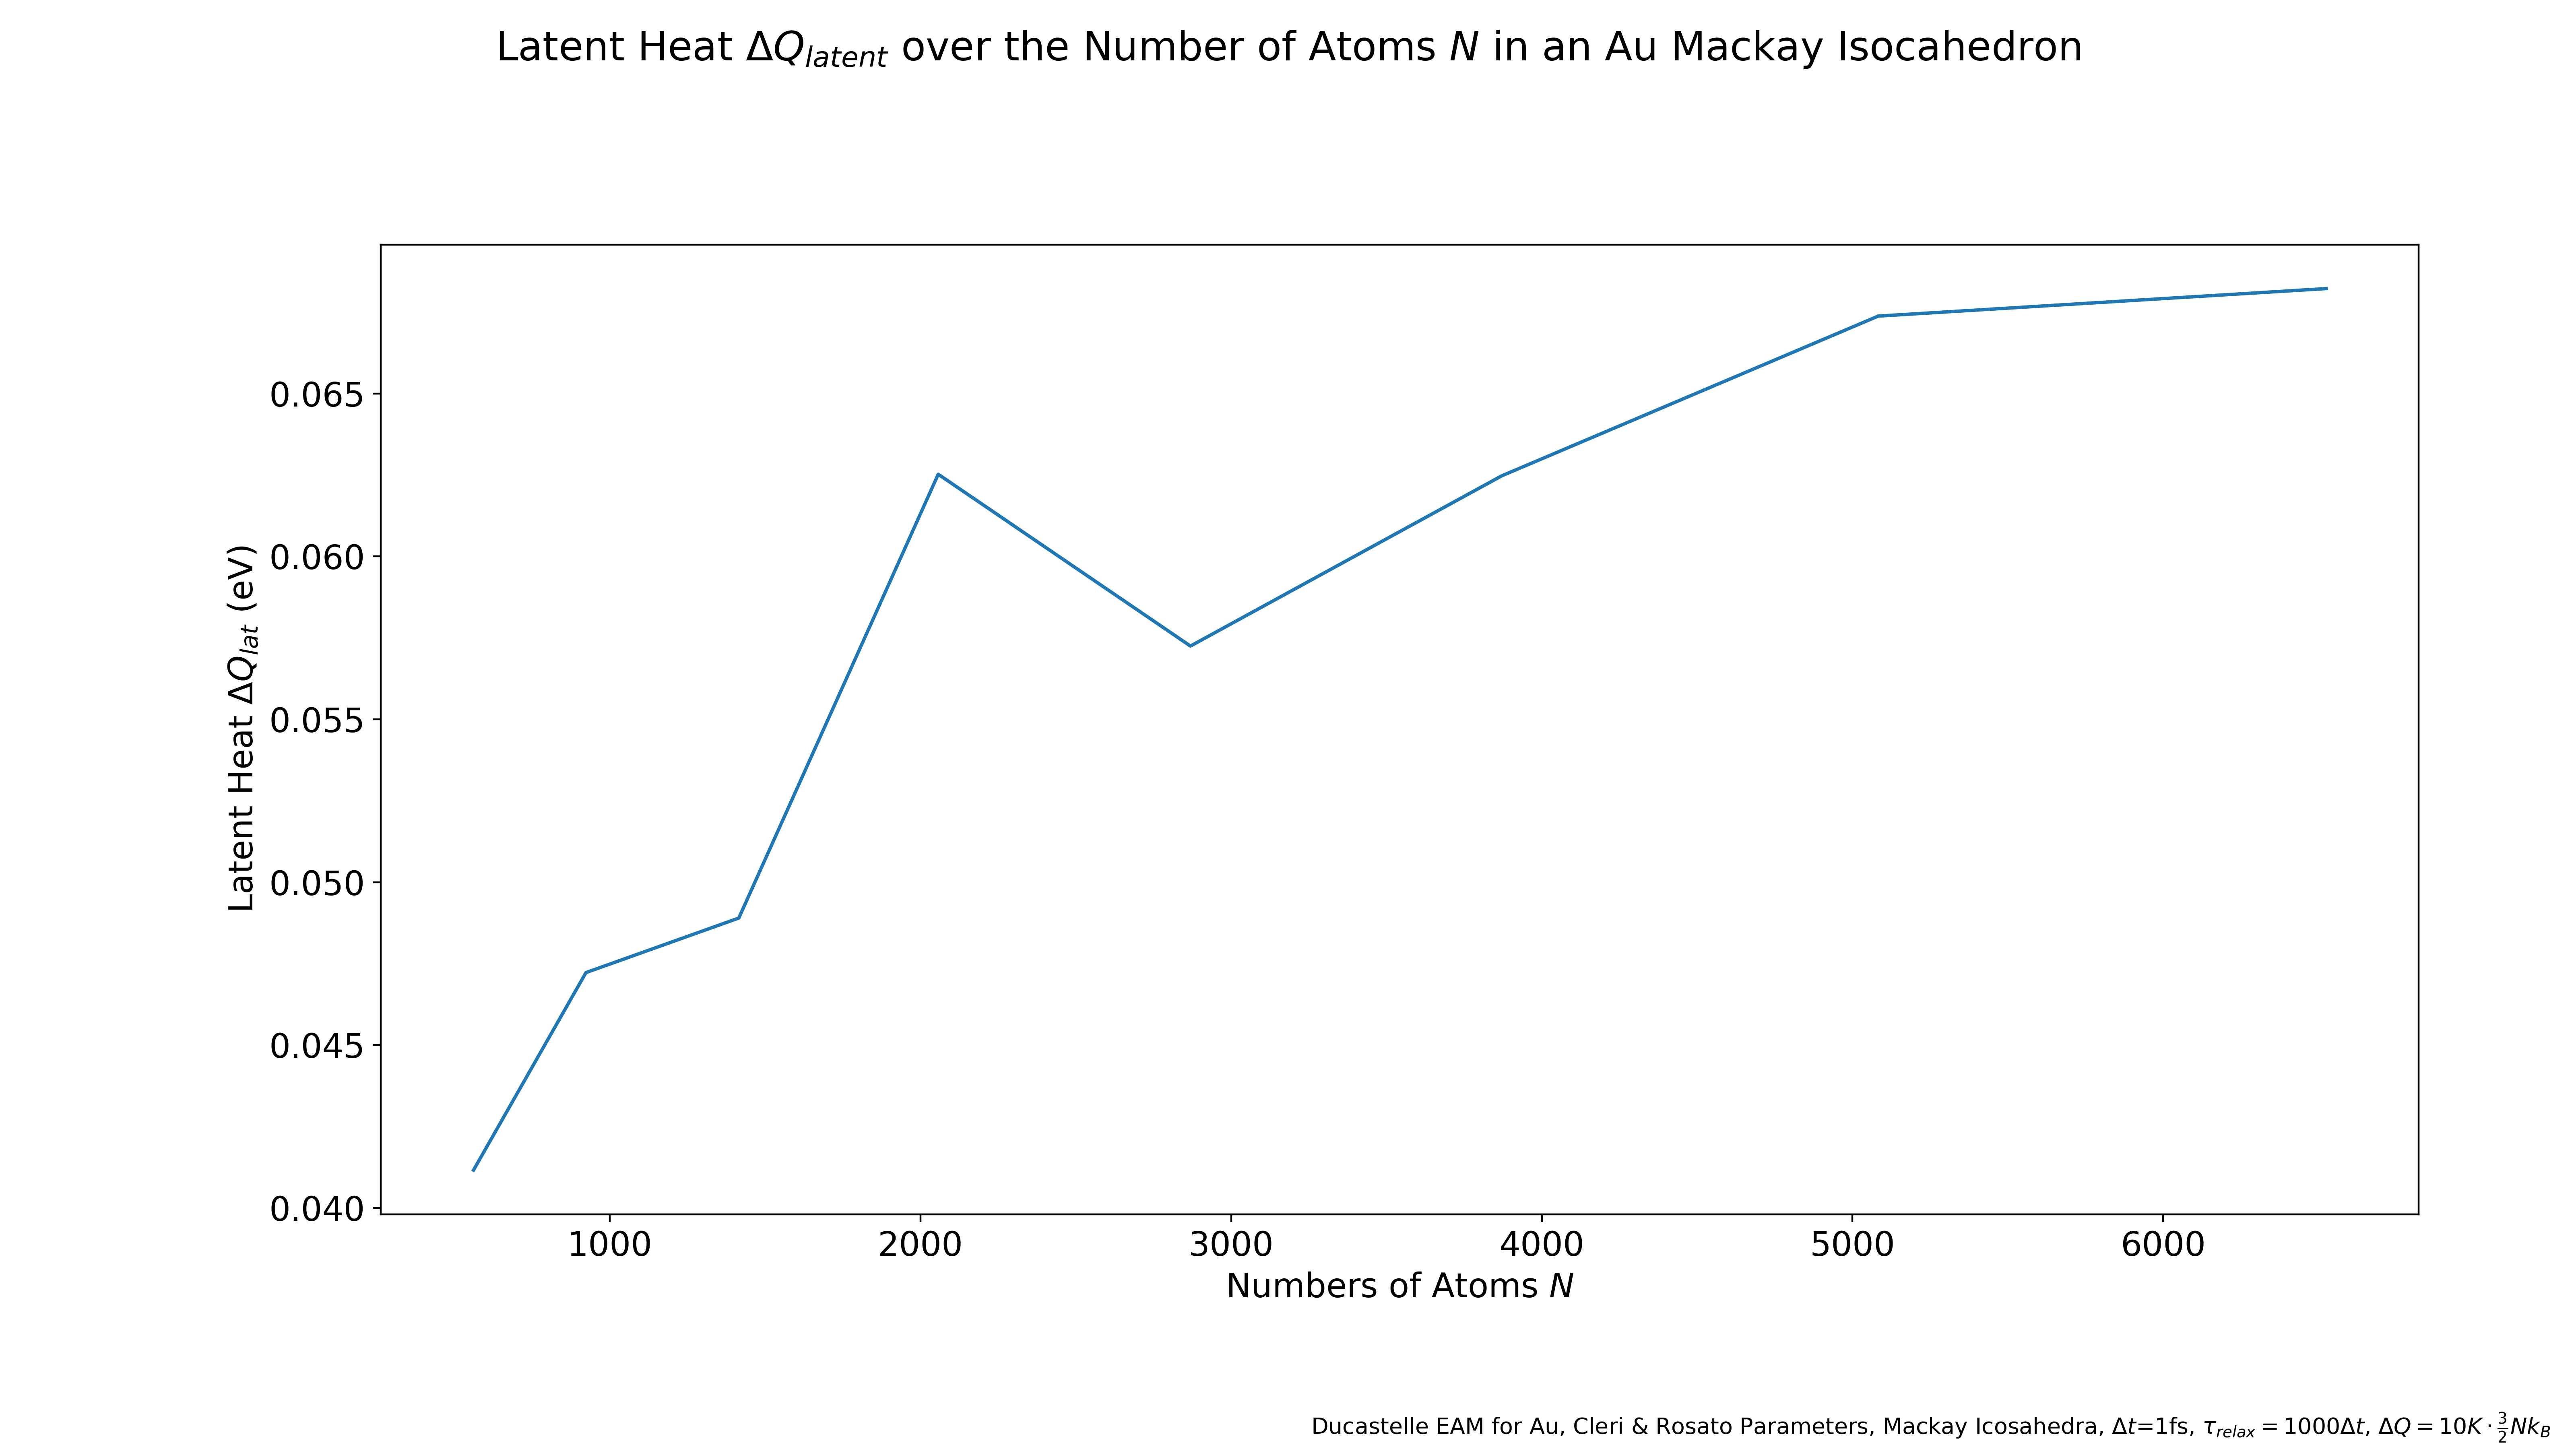 Latent Heat ΔQ_latent over the Number of Atoms N in an Au Mackay Isocahedron
Latent Heat ΔQ_lat (eV)
0.065
0.060
0.055
0.050
0.045
0.040
1000 2000 3000 4000 5000 6000
Numbers of Atoms N
Ducastelle EAM for Au, Cleri & Rosato Parameters, Mackay Icosahedra, Δt=1fs, τ_relax = 1000Δt, ΔQ = 10K · 3/2 Nk_B